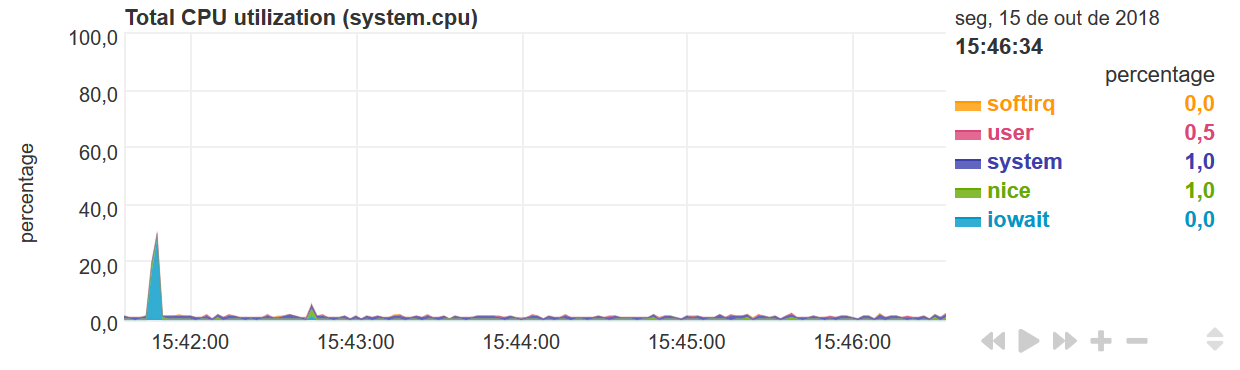 Total CPU utilization (system.cpu)
percentage
100,0
80,0
60,0
40,0
20,0
0,0
15:42:00 15:43:00 15:44:00 15:45:00 15:46:00
seg, 15 de out de 2018
15:46:34
percentage
softirq 0,0
user 0,5
system 1,0
nice 1,0
iowait 0,0